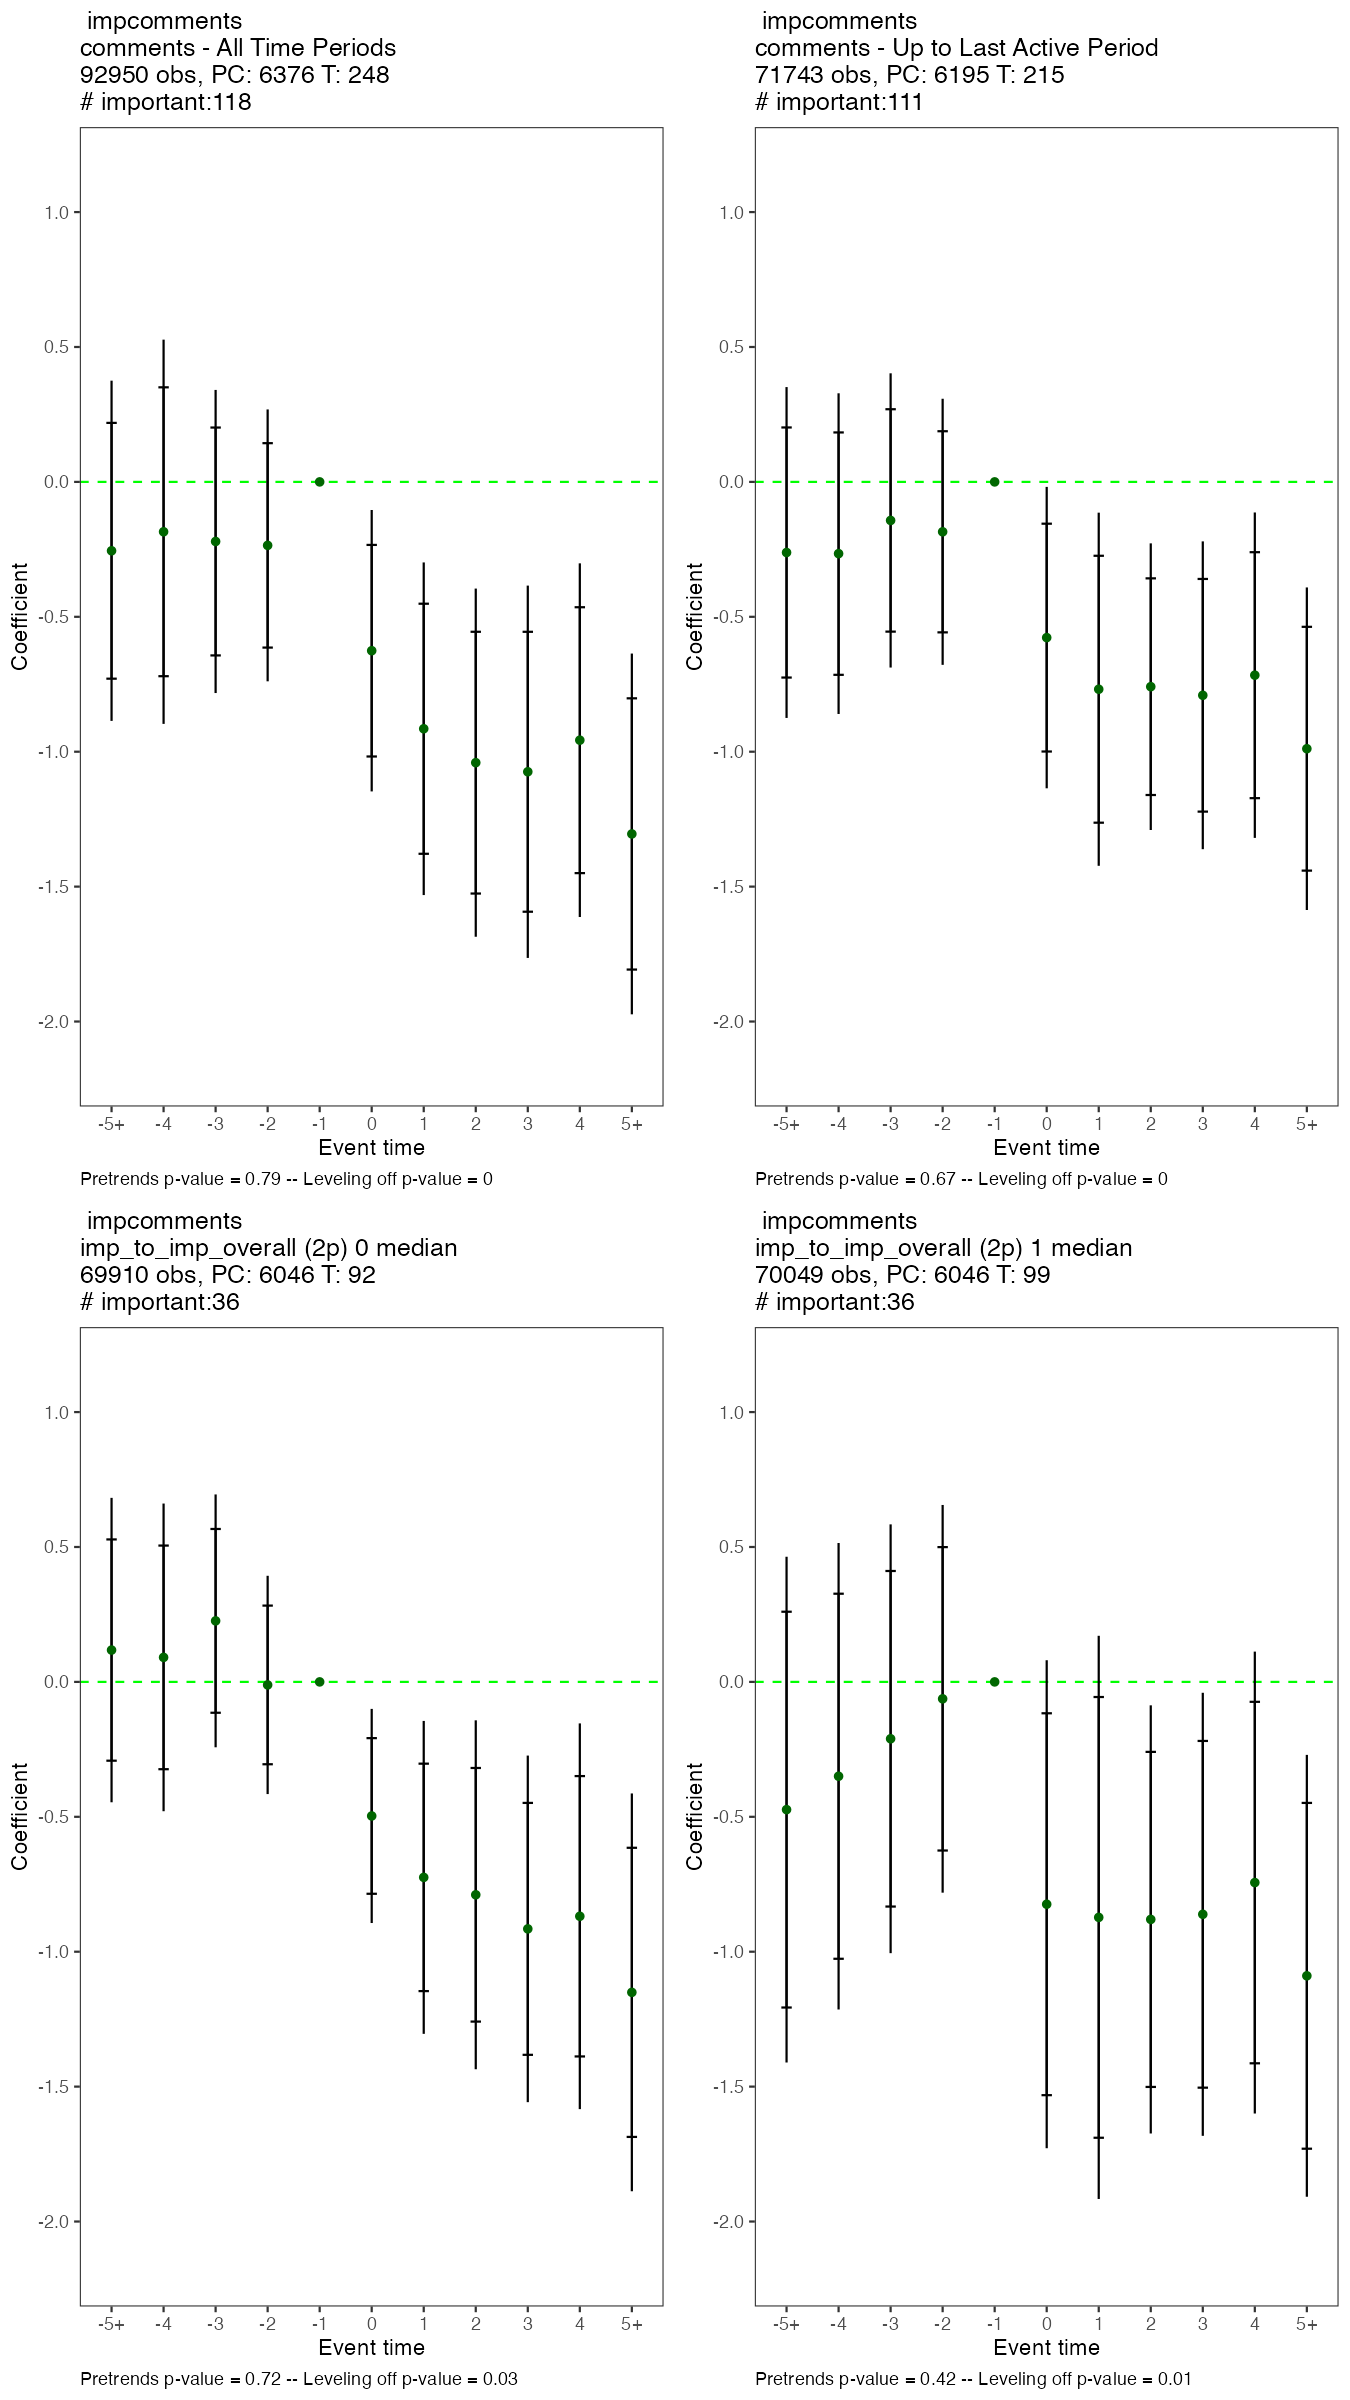 impcomments
comments - All Time Periods
92950 obs, PC: 6376 T: 248
# important:118
1.0
0.5
0.0
-0.5
-1.0
-1.5
-2.0
Coefficient
-5+ -4 -3 -2 -1 0 1 2 3 4 5+
Event time
Pretrends p-value = 0.79 -- Leveling off p-value = 0
impcomments
comments - Up to Last Active Period
71743 obs, PC: 6195 T: 215
# important:111
1.0
0.5
0.0
-0.5
-1.0
-1.5
-2.0
Coefficient
-5+ -4 -3 -2 -1 0 1 2 3 4 5+
Event time
Pretrends p-value = 0.67 -- Leveling off p-value = 0
impcomments
imp_to_imp_overall (2p) 0 median
69910 obs, PC: 6046 T: 92
# important:36
1.0
0.5
0.0
-0.5
-1.0
-1.5
-2.0
Coefficient
-5+ -4 -3 -2 -1 0 1 2 3 4 5+
Event time
Pretrends p-value = 0.72 -- Leveling off p-value = 0.03
impcomments
imp_to_imp_overall (2p) 1 median
70049 obs, PC: 6046 T: 99
# important:36
1.0
0.5
0.0
-0.5
-1.0
-1.5
-2.0
Coefficient
-5+ -4 -3 -2 -1 0 1 2 3 4 5+
Event time
Pretrends p-value = 0.42 -- Leveling off p-value = 0.01